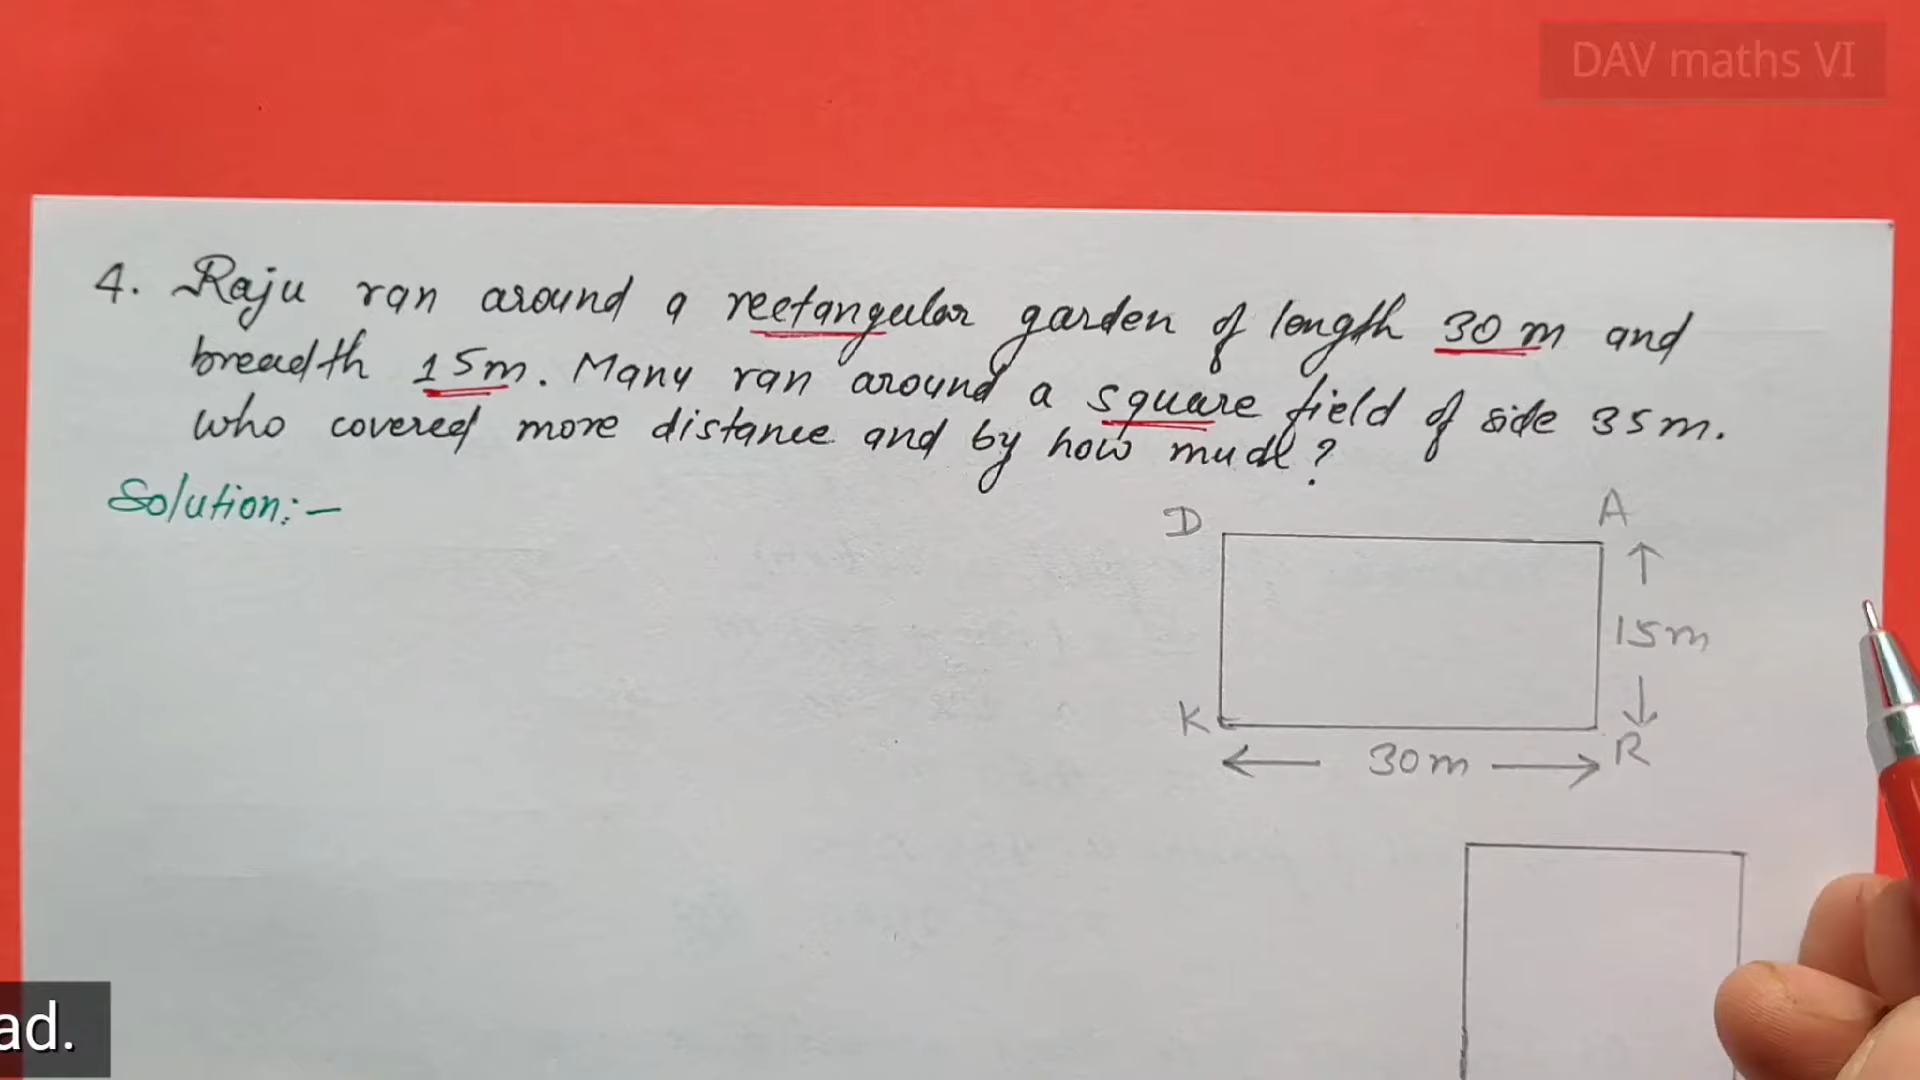 DAV maths VI
4. Raju ran around a rectangular garden of length 30 m and
breadth 15m. Many ran around a square field of side 35m.
who covered more distance and by how much?
Solution:-
D A
15m
K R
30m
ad.